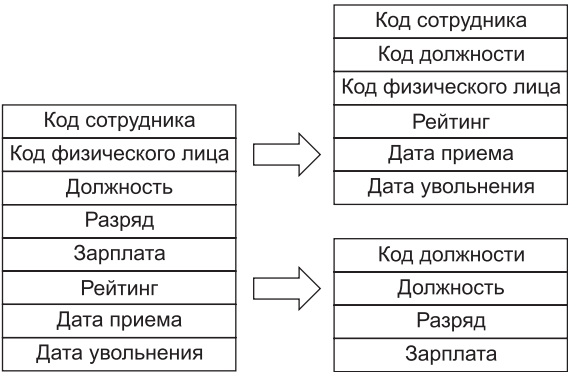 Код сотрудника
Код физического лица
Должность
Разряд
Зарплата
Рейтинг
Дата приема
Дата увольнения
Код сотрудника
Код должности
Код физического лица
Рейтинг
Дата приема
Дата увольнения
Код должности
Должность
Разряд
Зарплата